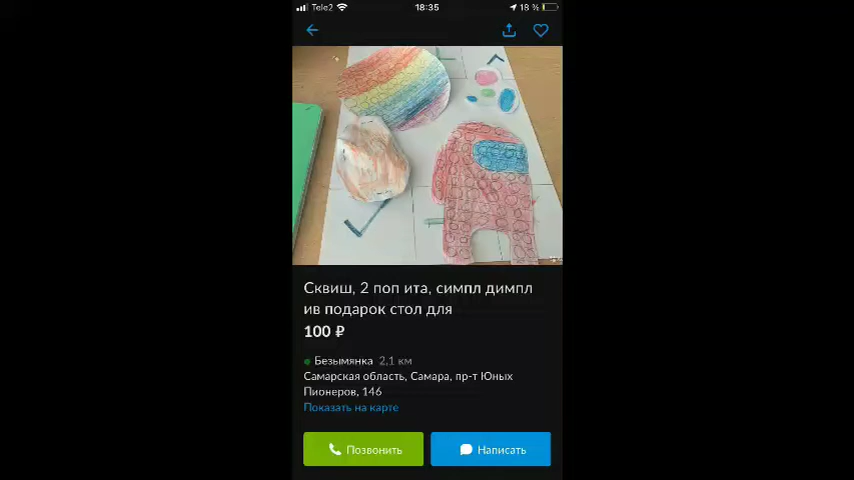 Tele2
18:35
18 %
Сквиш, 2 поп ита, симпл димпл
ив подарок стол для
100 ₽
Безымянка 2,1 км
Самарская область, Самара, пр-т Юных
Пионеров, 146
Показать на карте
Позвонить
Написать